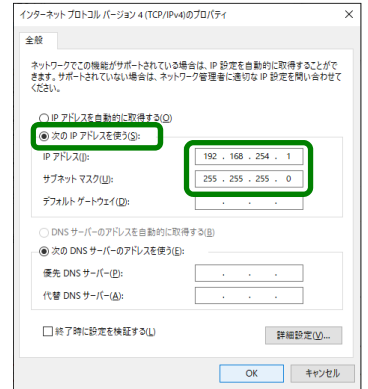 インターネット プロトコル バージョン 4 (TCP/IPv4)のプロパティ
全般
ネットワークでこの機能がサポートされている場合は、IP 設定を自動的に取得することがで
きます。サポートされていない場合は、ネットワーク管理者に適切な IP 設定を問い合わせて
ください。
IP アドレスを自動的に取得する(O)
次の IP アドレスを使う(S):
IP アドレス(I): 192 . 168 . 254 . 1
サブネット マスク(U): 255 . 255 . 255 . 0
デフォルト ゲートウェイ(D): . . .
DNS サーバーのアドレスを自動的に取得する(B)
次の DNS サーバーのアドレスを使う(E):
優先 DNS サーバー(P): . . .
代替 DNS サーバー(A): . . .
終了時に設定を検証する(L)
詳細設定(V)...
OK キャンセル